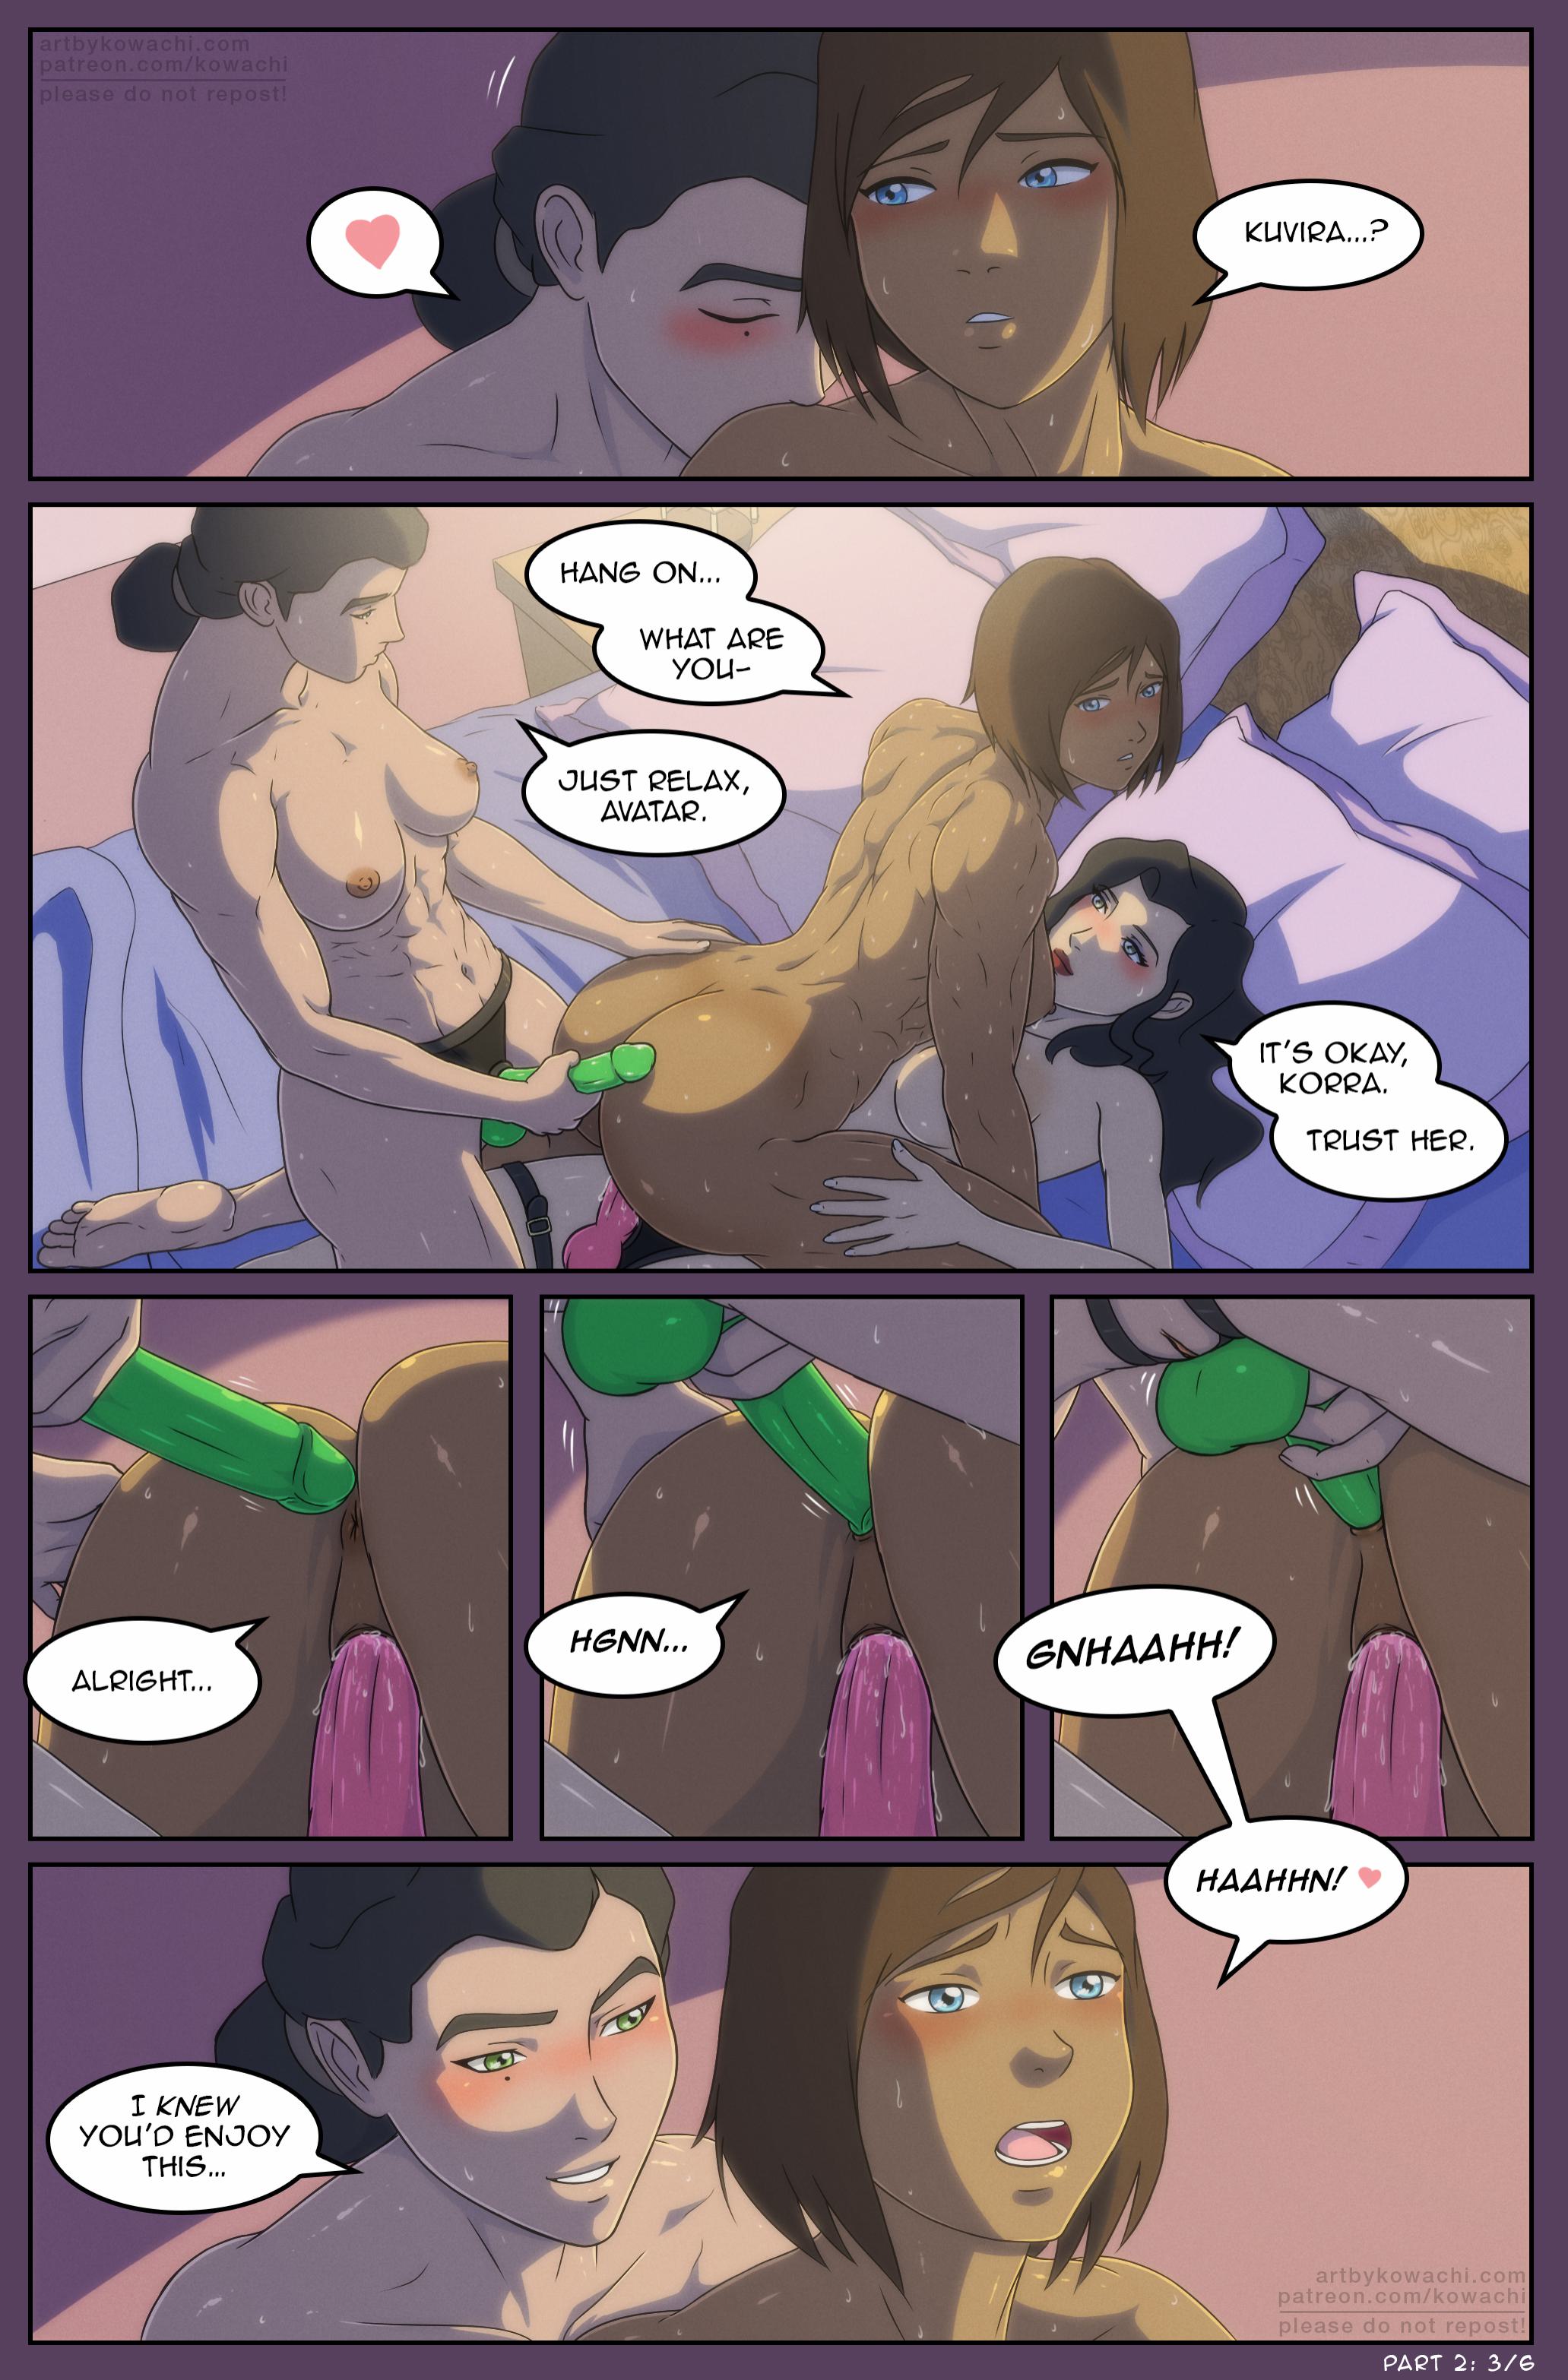 artbykowachi.com
patreon.com/kowachi
please do not repost!
KUVIRA...?
HANG ON...
WHAT ARE
YOU-
JUST RELAX,
AVATAR.
IT'S OKAY,
KORRA.
TRUST HER.
ALRIGHT...
HGNN...
GNHAAHH!
HAAHHN!
I KNEW
YOU'D ENJOY
THIS...
artbykowachi.com
patreon.com/kowachi
please do not repost!
PART 2: 3/6